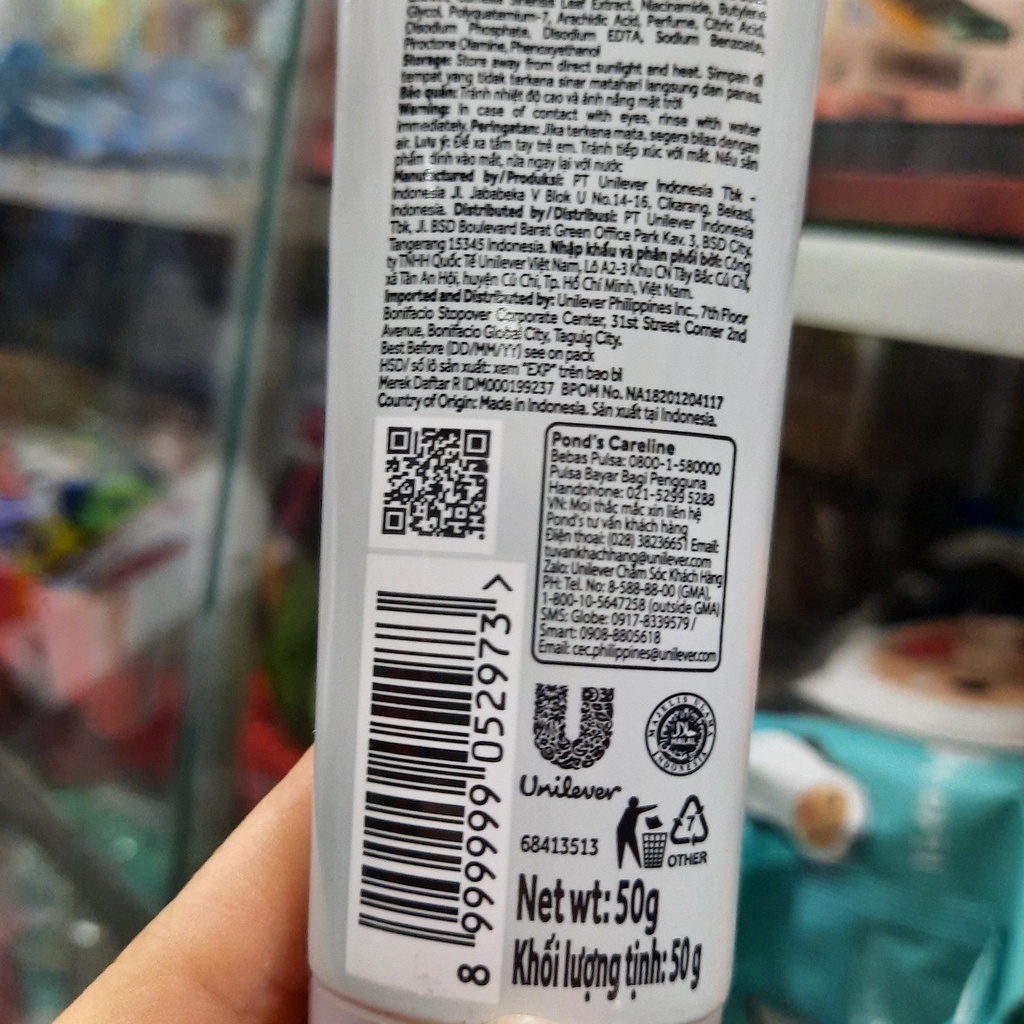 Leaf Extract, Niacinamide, Butylene
Glycol, Polyquaternium-7, Arachidic Acid, Perfume, Citric Acid,
Disodium Phosphate, Disodium EDTA, Sodium Benzoate,
Piroctone Olamine, Phenoxyethanol
Storage: Store away from direct sunlight and heat. Simpan di
tempat yang tidak terkena sinar matahari langsung dan panas.
Bảo quản: Tránh nhiệt độ cao và ánh nắng mặt trời
Warning: In case of contact with eyes, rinse with water
immediately. Peringatan: Jika terkena mata, segera bilas dengan
air. Lưu ý: Để xa tầm tay trẻ em. Tránh tiếp xúc với mắt. Nếu sản
phẩm dính vào mắt, rửa ngay lại với nước
Manufactured by/Produksi: PT Unilever Indonesia Tbk -
Indonesia Jl. Jababeka V Blok U No.14-16, Cikarang, Bekasi,
Indonesia. Distributed by/Distribusi: PT Unilever Indonesia
Tbk, Jl. BSD Boulevard Barat Green Office Park Kav. 3, BSD City,
Tangerang 15345 Indonesia. Nhập khẩu và phân phối bởi: Công
ty TNHH Quốc Tế Unilever Việt Nam, Lô A2-3 Khu CN Tây Bắc Củ Chi,
xã Tân An Hội, huyện Củ Chi, Tp. Hồ Chí Minh, Việt Nam.
Imported and Distributed by: Unilever Philippines Inc., 7th Floor
Bonifacio Stopover Corporate Center, 31st Street Corner 2nd
Avenue, Bonifacio Global City, Taguig City.
Best Before (DD/MM/YY) see on pack
HSD/ số lô sản xuất: xem "EXP" trên bao bì
Merek Daftar R IDM000199237 BPOM No. NA18201204117
Country of Origin: Made in Indonesia. Sản xuất tại Indonesia.
Pond's Careline
Bebas Pulsa: 0800-1-580000
Pulsa Bayar Bagi Pengguna
Handphone: 021-5299 5288
VN: Mọi thắc mắc xin liên hệ
Pond's tư vấn khách hàng
Điện thoại: (028) 38236651 Email:
tuvankhachhang@unilever.com
Zalo: Unilever Chăm Sóc Khách Hàng
PH: Tel. No: 8-588-88-00 (GMA),
1-800-10-5647258 (outside GMA)
SMS: Globe: 0917-8339579 /
Smart: 0908-8805618
Email: cec.philippines@unilever.com
8 999999 052973 >
Unilever
MAJELIS ULAMA
HALAL
INDONESIA
68413513
7
OTHER
Net wt: 50g
Khối lượng tịnh: 50 g